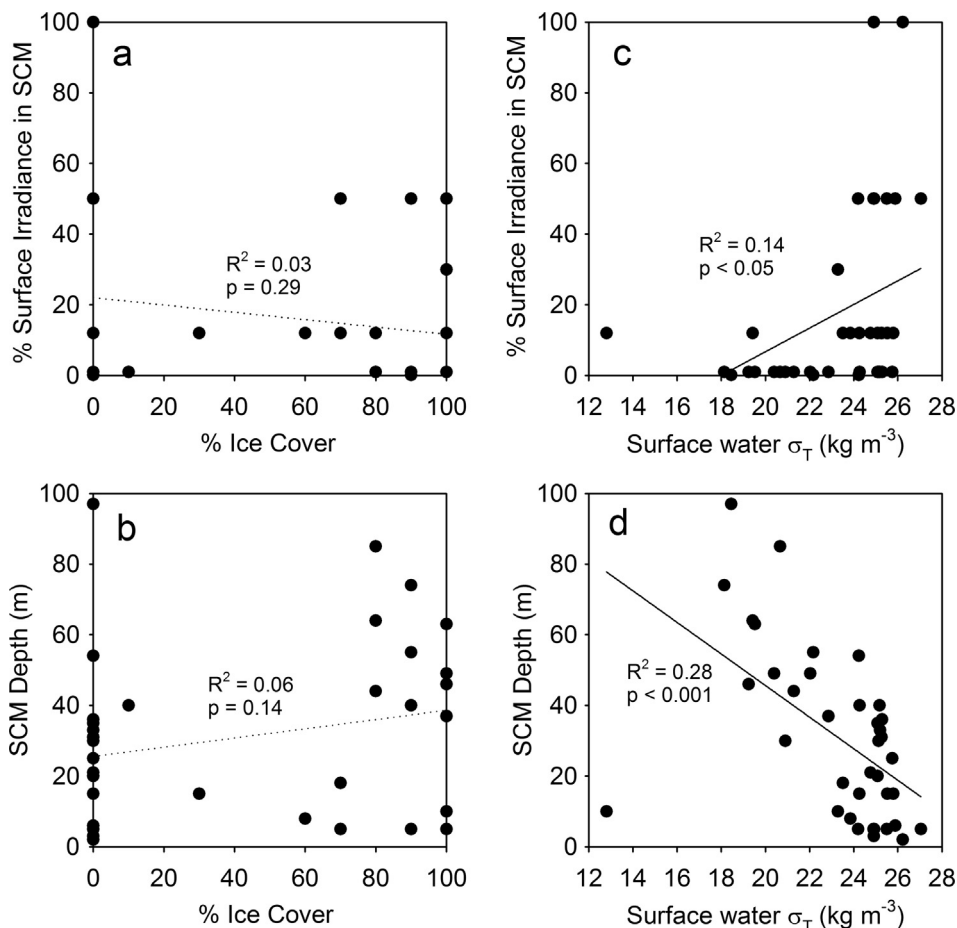 a
% Surface Irradiance in SCM
100
80
60
40
20
0
R² = 0.03
p = 0.29
0 20 40 60 80 100
% Ice Cover
c
% Surface Irradiance in SCM
100
80
60
40
20
0
R² = 0.14
p < 0.05
12 14 16 18 20 22 24 26 28
Surface water σT (kg m⁻³)
b
SCM Depth (m)
100
80
60
40
20
0
R² = 0.06
p = 0.14
0 20 40 60 80 100
% Ice Cover
d
SCM Depth (m)
100
80
60
40
20
0
R² = 0.28
p < 0.001
12 14 16 18 20 22 24 26 28
Surface water σT (kg m⁻³)